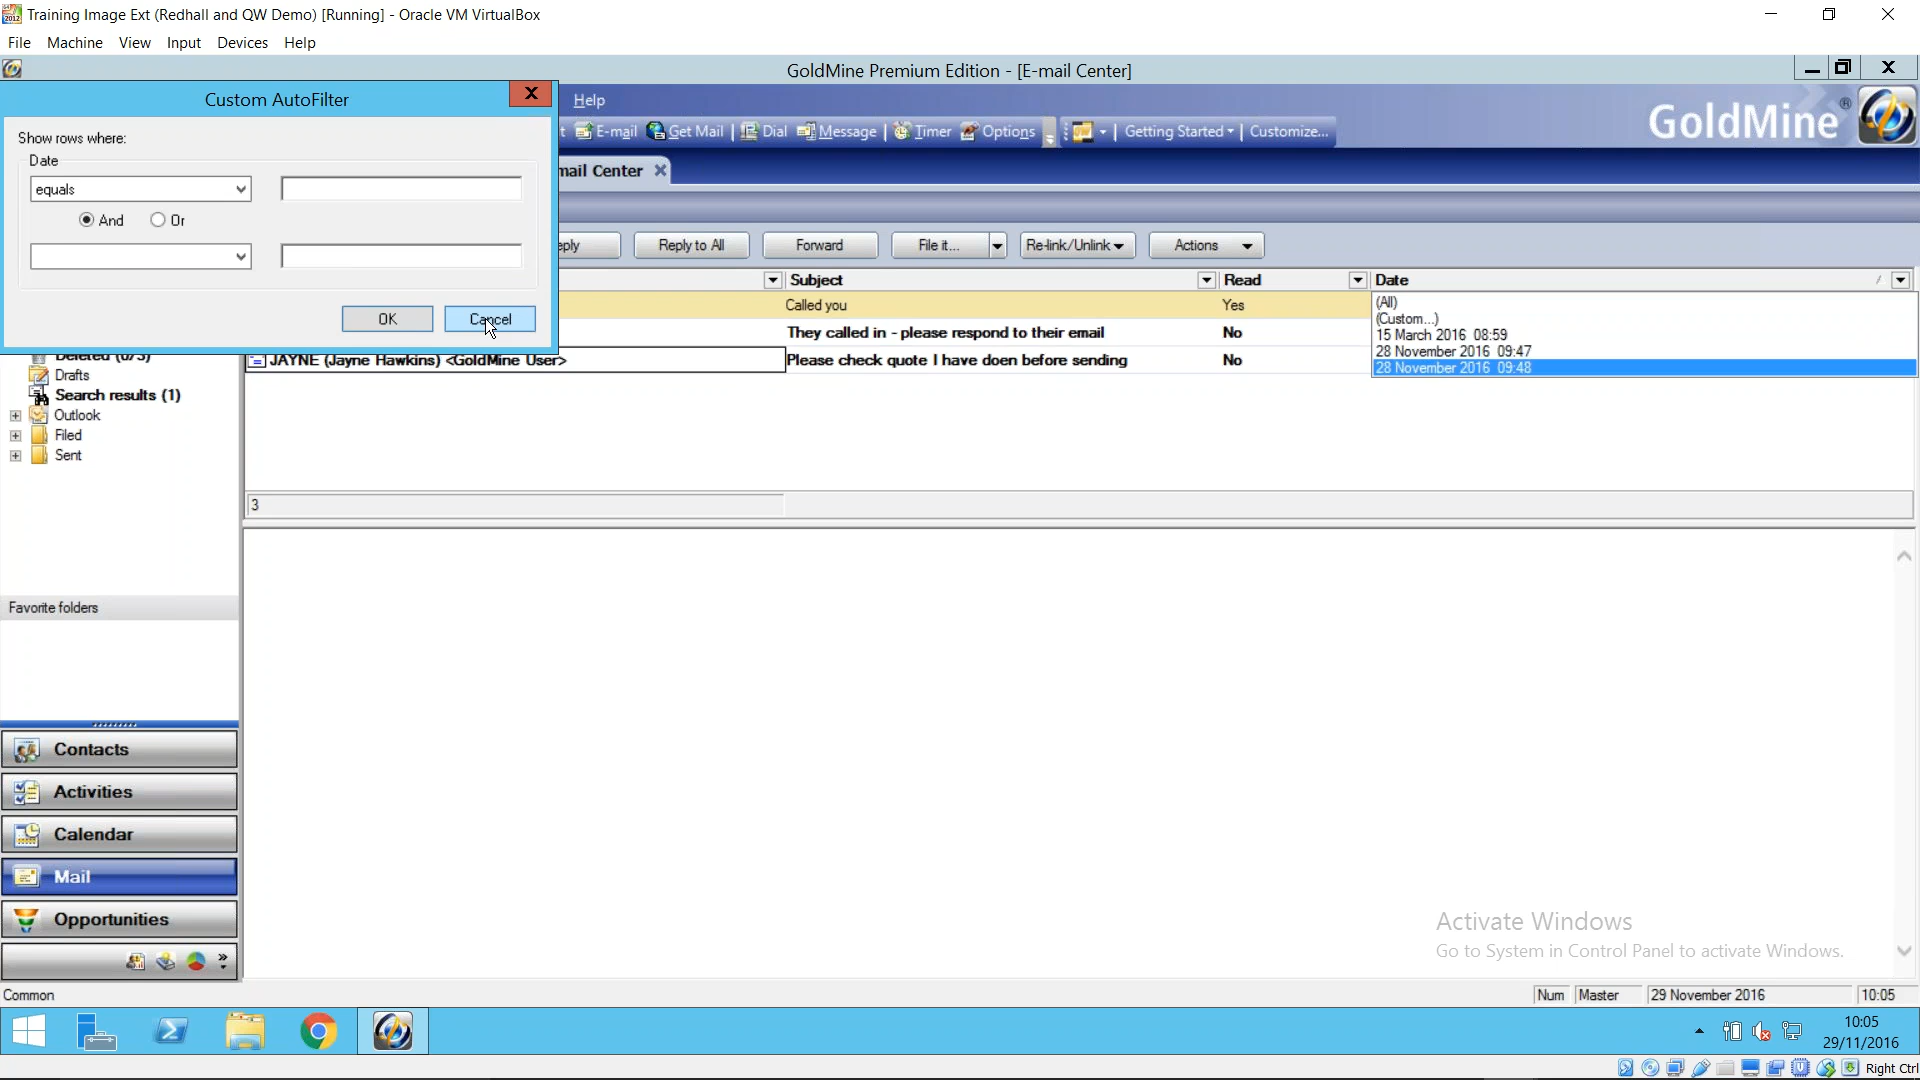 Training Image Ext (Redhall and QW Demo) [Running] - Oracle VM VirtualBox
File Machine View Input Devices Help
GoldMine Premium Edition - [E-mail Center]
Custom AutoFilter
Help
Show rows where:
Date
equals
And Or
OK Cancel
t E-mail Get Mail Dial Message Timer Options Getting Started Customize...
GoldMine®
mail Center
eply Reply to All Forward File it... Re-link/Unlink Actions
Subject Read Date
Called you Yes
They called in - please respond to their email No
JAYNE (Jayne Hawkins) <GoldMine User> Please check quote I have doen before sending No
(All)
(Custom...)
15 March 2016 08:59
28 November 2016 09:47
28 November 2016 09:48
Deleted (0/3)
Drafts
Search results (1)
Outlook
Filed
Sent
3
Favorite folders
Contacts
Activities
Calendar
Mail
Opportunities
Activate Windows
Go to System in Control Panel to activate Windows.
Common Num Master 29 November 2016 10:05
10:05
29/11/2016
Right Ctrl